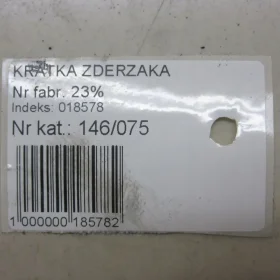 KRATKA ZDERZAKA
Nr fabr. 23%
Indeks: 018578
Nr kat.: 146/075
1 000000 185782